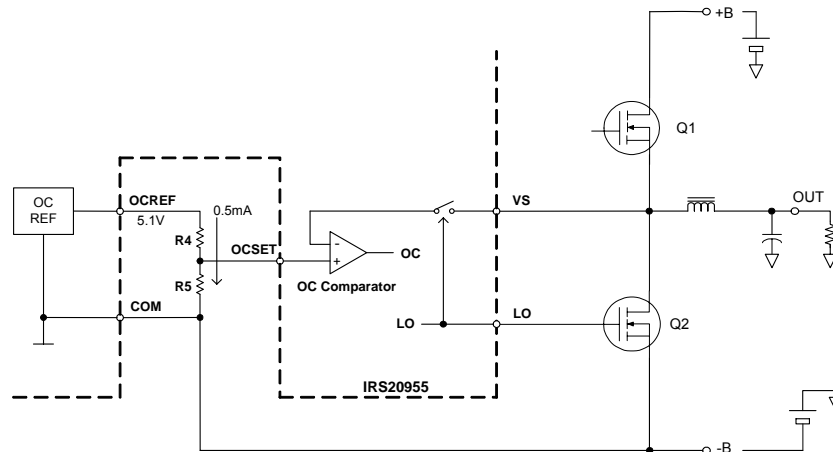 +B
Q1
OC
REF
OCREF
5.1V
0.5mA
R4
OCSET
R5
COM
VS
-
+
OC
OC Comparator
LO
LO
OUT
Q2
IRS20955
-B